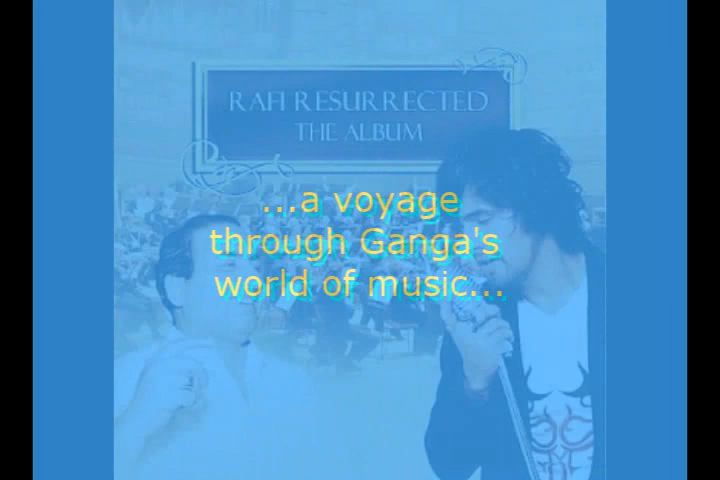 RAFI RESURRECTED
THE ALBUM
...a voyage
through Ganga's
world of music...